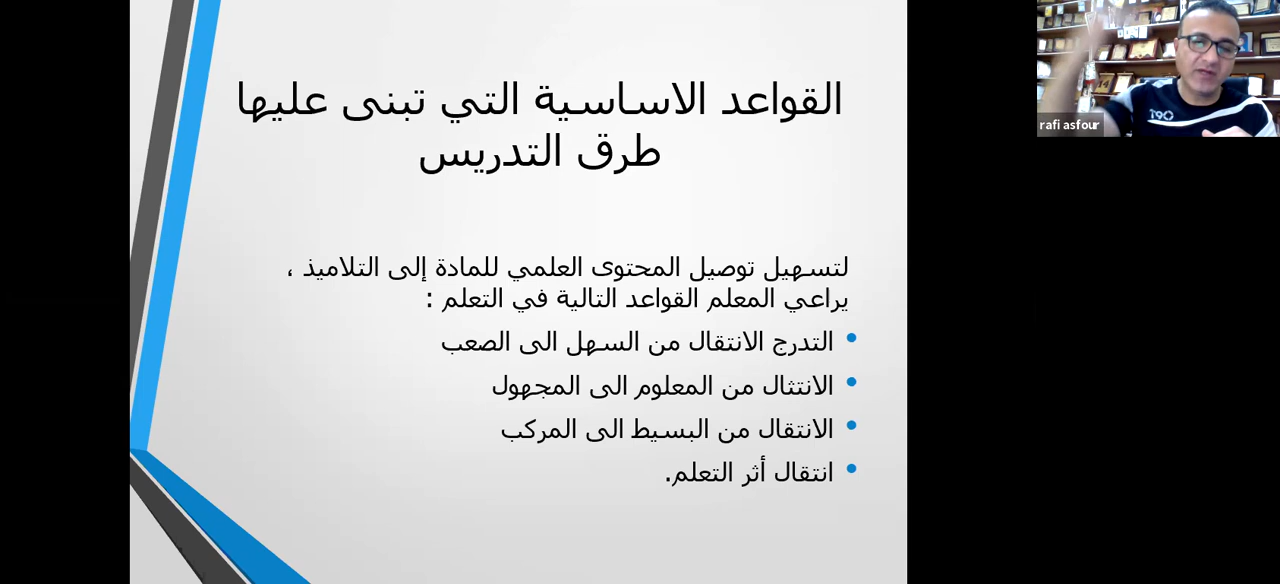 القواعد الاساسية التي تبنى عليها
طرق التدريس
لتسهيل توصيل المحتوى العلمي للمادة إلى التلاميذ ،
يراعي المعلم القواعد التالية في التعلم :
• التدرج الانتقال من السهل الى الصعب
• الانتثال من المعلوم الى المجهول
• الانتقال من البسيط الى المركب
• انتقال أثر التعلم.
rafi asfour